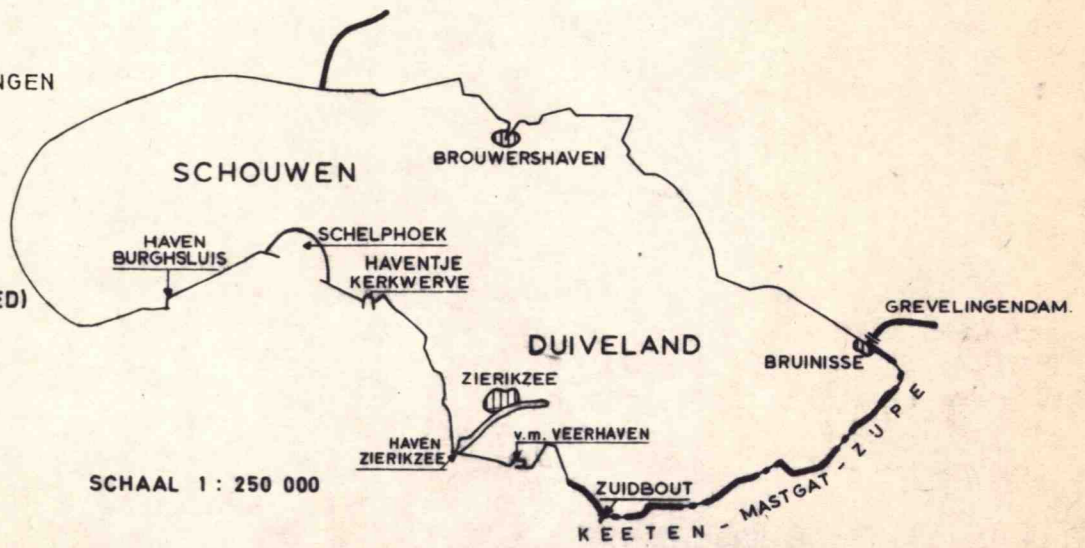 NGEN
BROUWERSHAVEN
SCHOUWEN
SCHELPHOEK
HAVEN
BURGHSLUIS
HAVENTJE
KERKWERVE
ED)
GREVELINGENDAM.
DUIVELAND
BRUINISSE
ZIERIKZEE
v.m. VEERHAVEN
HAVEN
ZIERIKZEE
SCHAAL 1 : 250 000
ZUIDBOUT
KEETEN - MASTGAT - ZIJPE